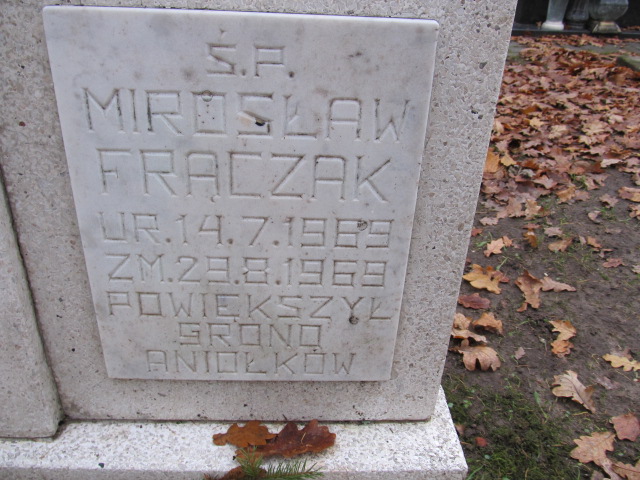 Ś.P.
MIROSŁAW
FRĄCZAK
UR.14.7.1969
ZM.29.8.1969
POWIĘKSZYŁ
GRONO
ANIOŁKÓW